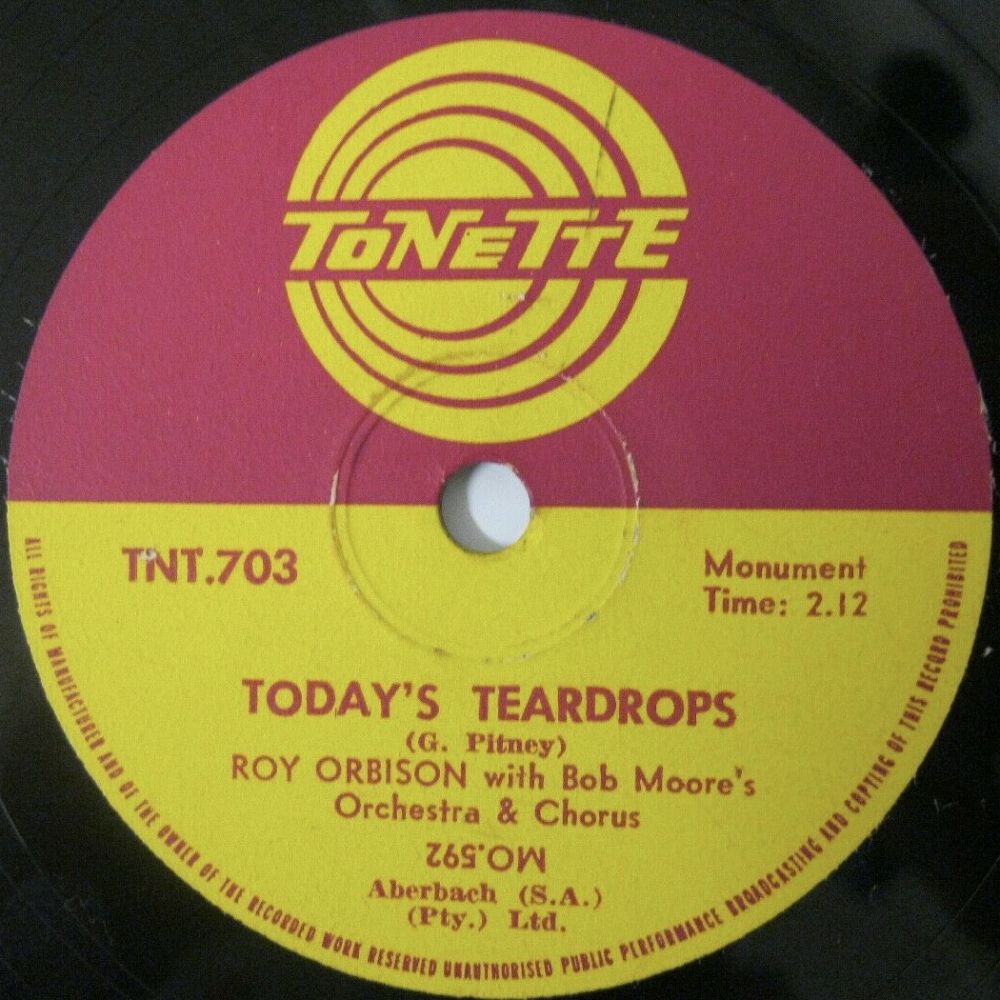 TONETTE
TNT.703
Monument
Time: 2.12
TODAY'S TEARDROPS
(G. Pitney)
ROY ORBISON with Bob Moore's
Orchestra & Chorus
MO.592
Aberbach (S.A.)
(Pty.) Ltd.
ALL RIGHTS OF MANUFACTURER AND OF THE OWNER OF THE RECORDED WORK RESERVED UNAUTHORISED PUBLIC PERFORMANCE BROADCASTING AND COPYING OF THIS RECORD PROHIBITED